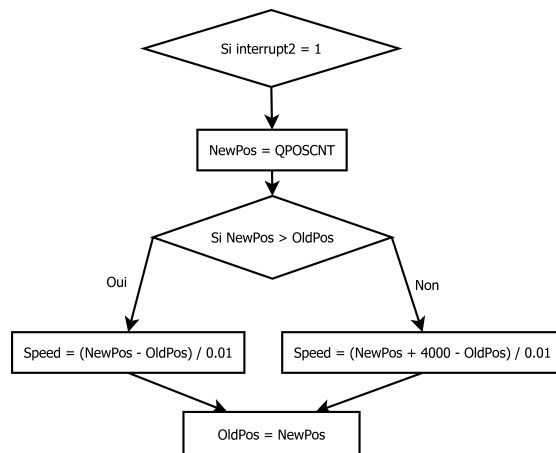 Si interrupt2 = 1
NewPos = QPOSCNT
Si NewPos > OldPos
Oui
Non
Speed = (NewPos - OldPos) / 0.01
Speed = (NewPos + 4000 - OldPos) / 0.01
OldPos = NewPos